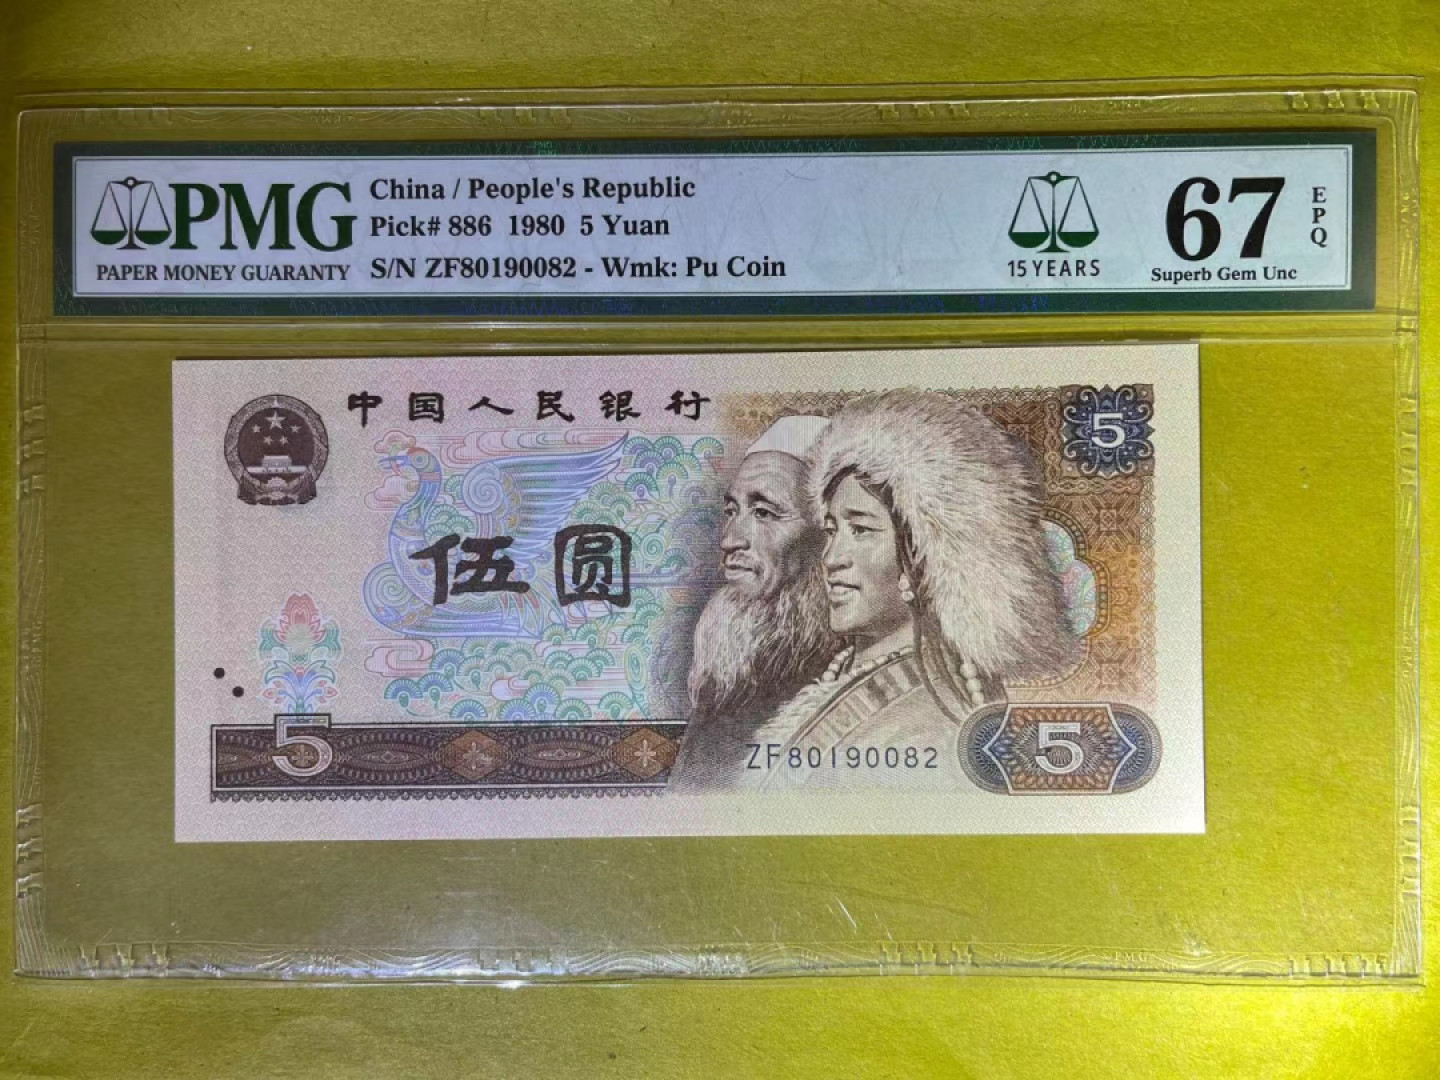 PMG
PAPER MONEY GUARANTY
China / People's Republic
Pick# 886 1980 5 Yuan
S/N ZF80190082 - Wmk: Pu Coin
15 YEARS
67
EPQ
Superb Gem Unc
中国人民银行
5
伍圆
5
ZF80190082
5
PMG